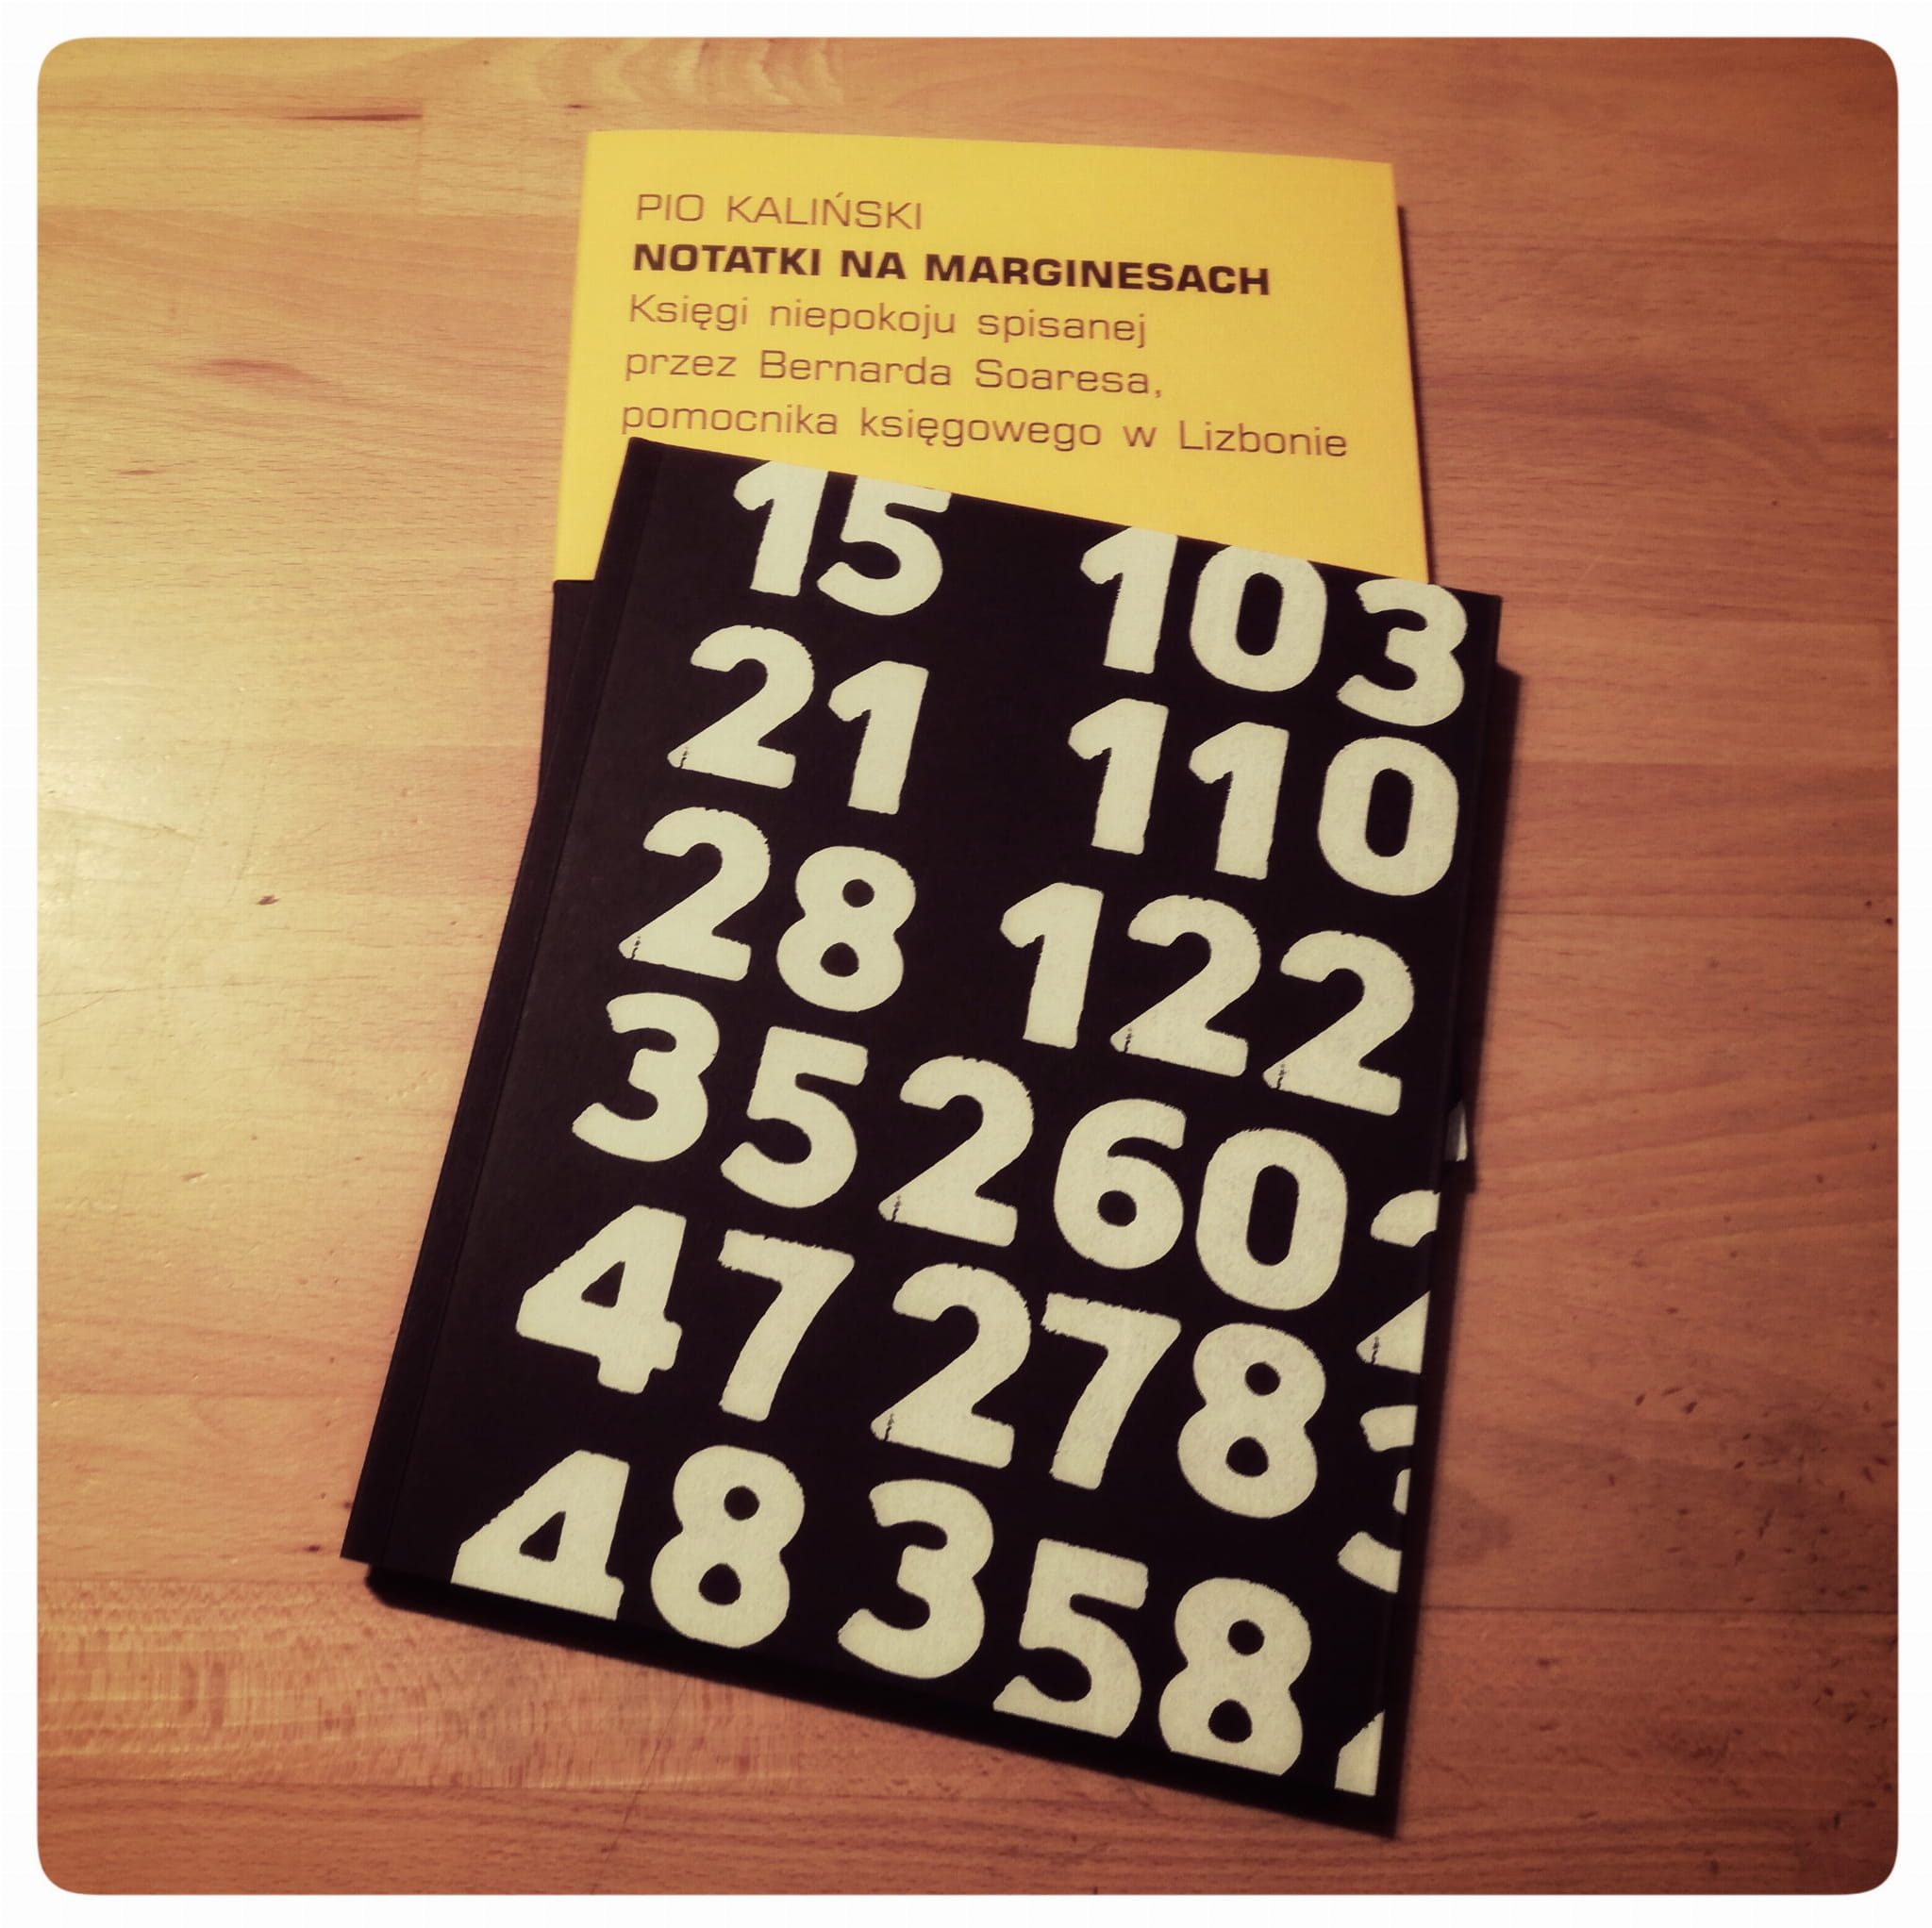 PIO KALIŃSKI
NOTATKI NA MARGINESACH
Księgi niepokoju spisanej
przez Bernarda Soaresa,
pomocnika księgowego w Lizbonie
15 103
21 110
28 122
35 260
47 278
48 358